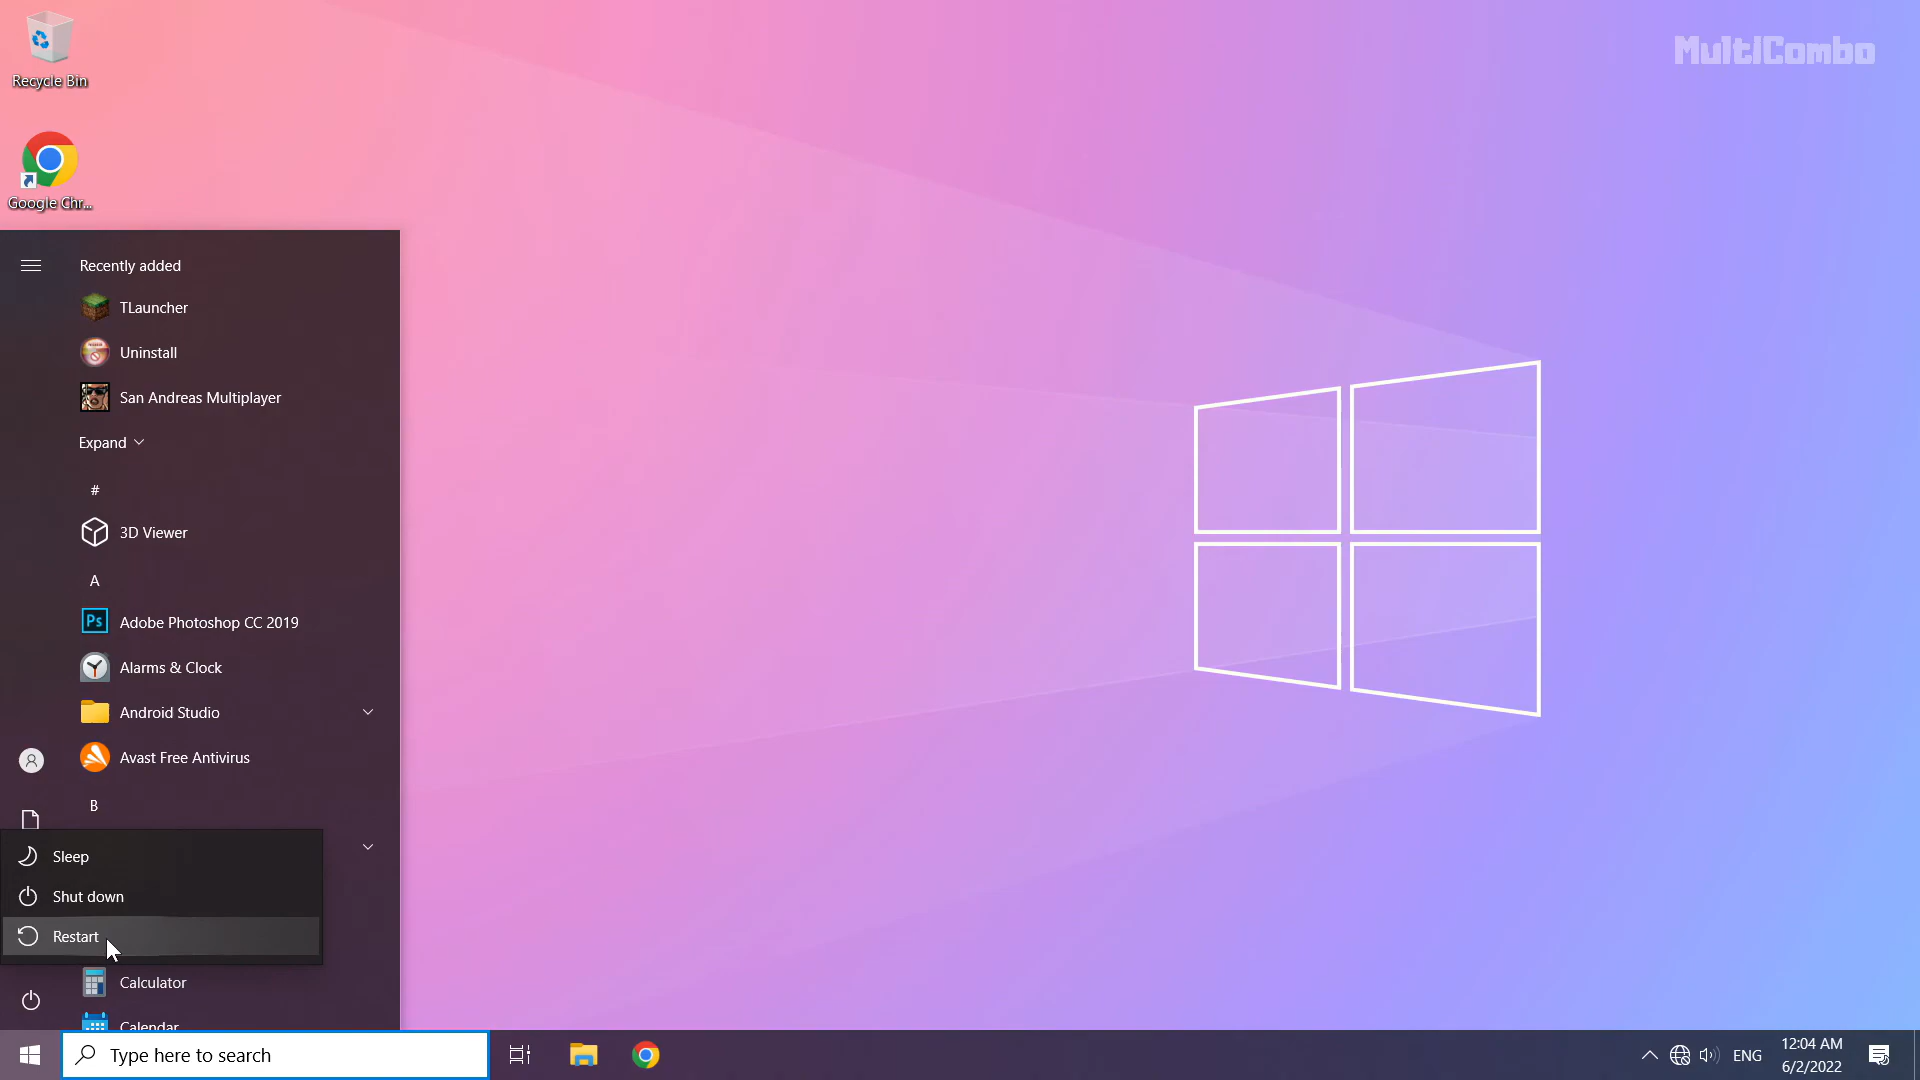 MultiCombo
Recycle Bin
Google Chr...
Recently added
TLauncher
Uninstall
San Andreas Multiplayer
Expand
#
3D Viewer
A
Ps
Adobe Photoshop CC 2019
Alarms & Clock
Android Studio
Avast Free Antivirus
B
Sleep
Shut down
Restart
Calculator
Calendar
Type here to search
ENG
12:04 AM
6/2/2022